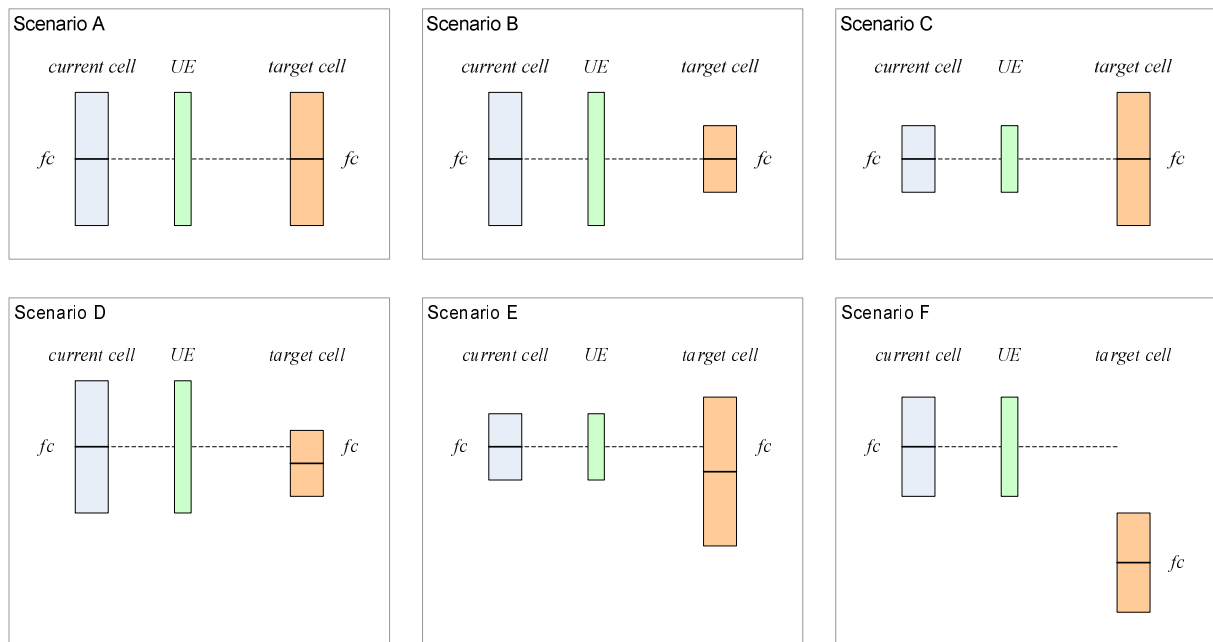 Scenario A
current cell UE target cell
fc fc
Scenario B
current cell UE target cell
fc fc
Scenario C
current cell UE target cell
fc fc
Scenario D
current cell UE target cell
fc fc
Scenario E
current cell UE target cell
fc fc
Scenario F
current cell UE target cell
fc
fc